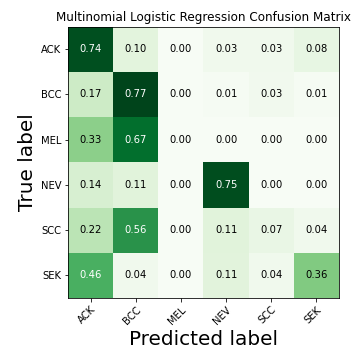 Multinomial Logistic Regression Confusion Matrix
True label
ACK 0.74 0.10 0.00 0.03 0.03 0.08
BCC 0.17 0.77 0.00 0.01 0.03 0.01
MEL 0.33 0.67 0.00 0.00 0.00 0.00
NEV 0.14 0.11 0.00 0.75 0.00 0.00
SCC 0.22 0.56 0.00 0.11 0.07 0.04
SEK 0.46 0.04 0.00 0.11 0.04 0.36
ACK BCC MEL NEV SCC SEK
Predicted label